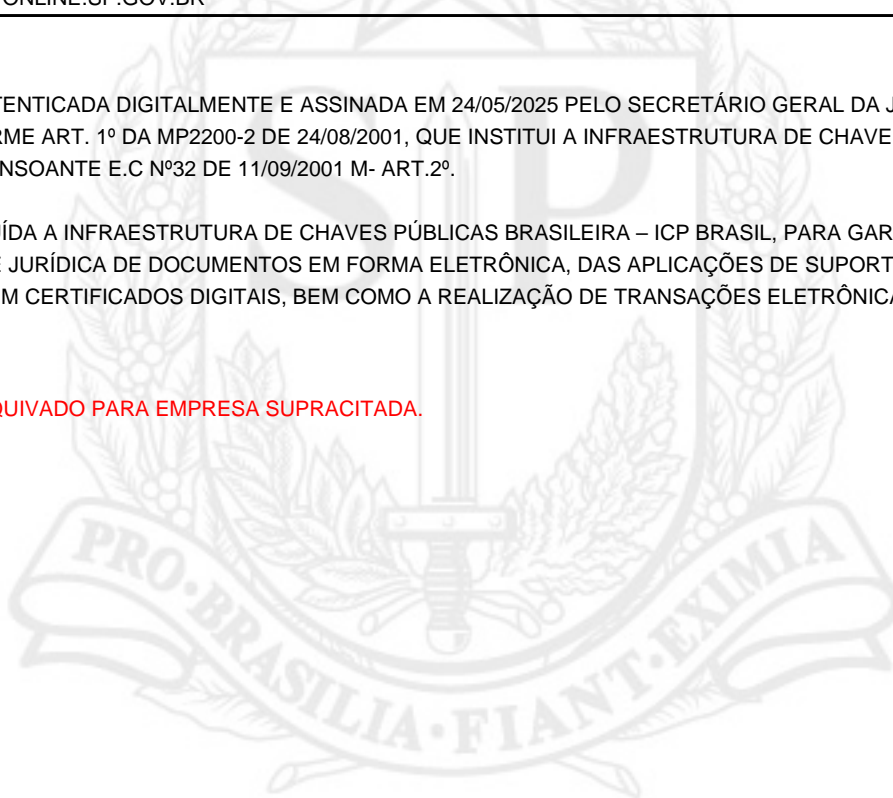 ONLINE.SP.GOV.BR
TENTICADA DIGITALMENTE E ASSINADA EM 24/05/2025 PELO SECRETÁRIO GERAL DA J
RME ART. 1º DA MP2200-2 DE 24/08/2001, QUE INSTITUI A INFRAESTRUTURA DE CHAVE
NSOANTE E.C Nº32 DE 11/09/2001 M- ART.2º.
ÍDA A INFRAESTRUTURA DE CHAVES PÚBLICAS BRASILEIRA – ICP BRASIL, PARA GAR
E JURÍDICA DE DOCUMENTOS EM FORMA ELETRÔNICA, DAS APLICAÇÕES DE SUPORT
M CERTIFICADOS DIGITAIS, BEM COMO A REALIZAÇÃO DE TRANSAÇÕES ELETRÔNICA
QUIVADO PARA EMPRESA SUPRACITADA.
SP
PRO·BRASILIA·FIANT·EXIMIA